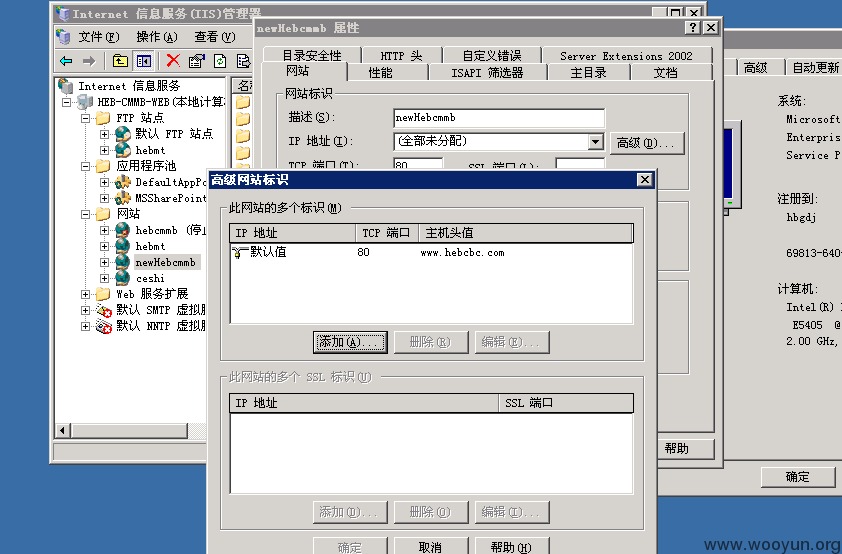 Internet 信息服务(IIS)管理器
文件(F) 操作(A) 查看(V)
Internet 信息服务
HEB-CMMB-WEB(本地计算
FTP 站点
默认 FTP 站点
hebmt
应用程序池
DefaultAppPo
MSSharePoint
网站
hebcmmb (停止
hebmt
newHebcmmb
ceshi
Web 服务扩展
默认 SMTP 虚拟服
默认 NNTP 虚拟服
newHebcmmb 属性
目录安全性 HTTP 头 自定义错误 Server Extensions 2002
网站 性能 ISAPI 筛选器 主目录 文档
网站标识
描述(S): newHebcmmb
IP 地址(I): (全部未分配) 高级(D)...
TCP 端口(T): 80 SSL 端口(L):
帮助
高级网站标识
此网站的多个标识(M)
IP 地址 TCP 端口 主机头值
默认值 80 www.hebcbc.com
添加(A)... 删除(R) 编辑(E)...
此网站的多个 SSL 标识(U)
IP 地址 SSL 端口
添加(D)... 删除(O) 编辑(I)...
确定 取消 帮助(H)
高级 自动更新
系统:
Microsoft
Enterpris
Service P
注册到:
hbgdj
69813-640-
计算机:
Intel(R)
E5405 @
2.00 GHz,
确定
www.wooyun.org